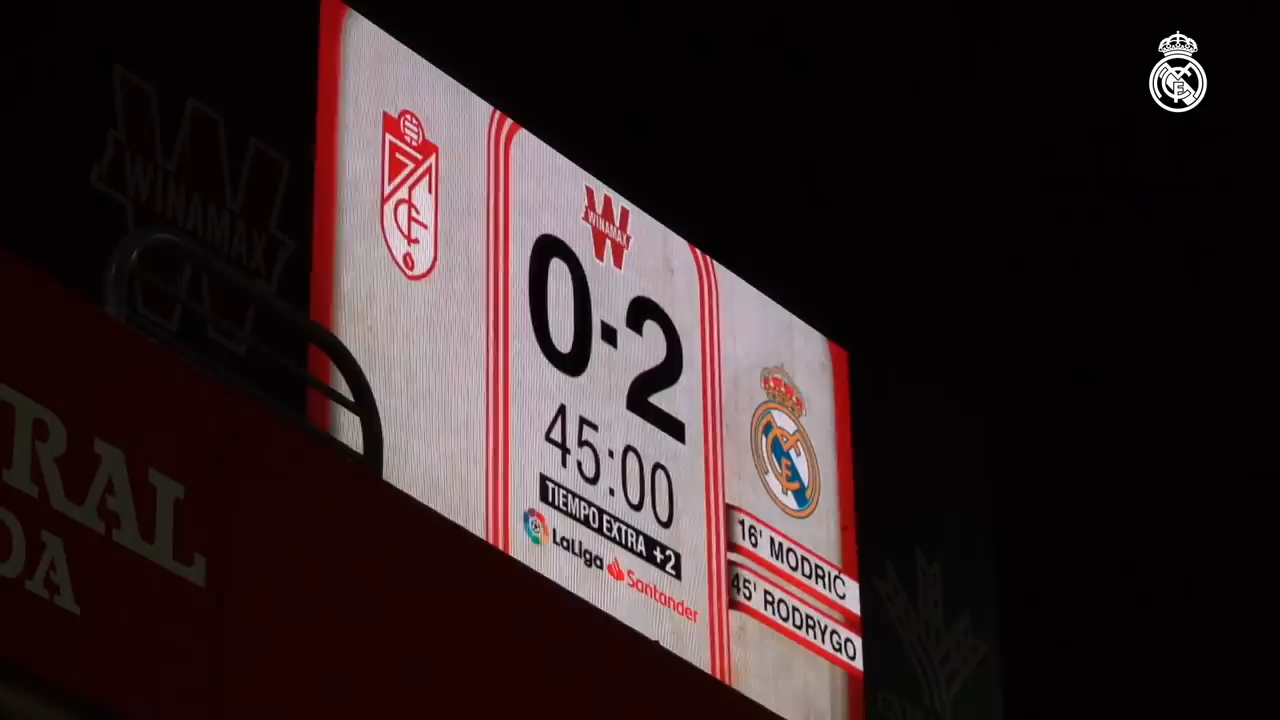 WINAMAX
WINAMAX
0-2
45:00
TIEMPO EXTRA +2
LaLiga Santander
16' MODRIĆ
45' RODRYGO
RAL
DA